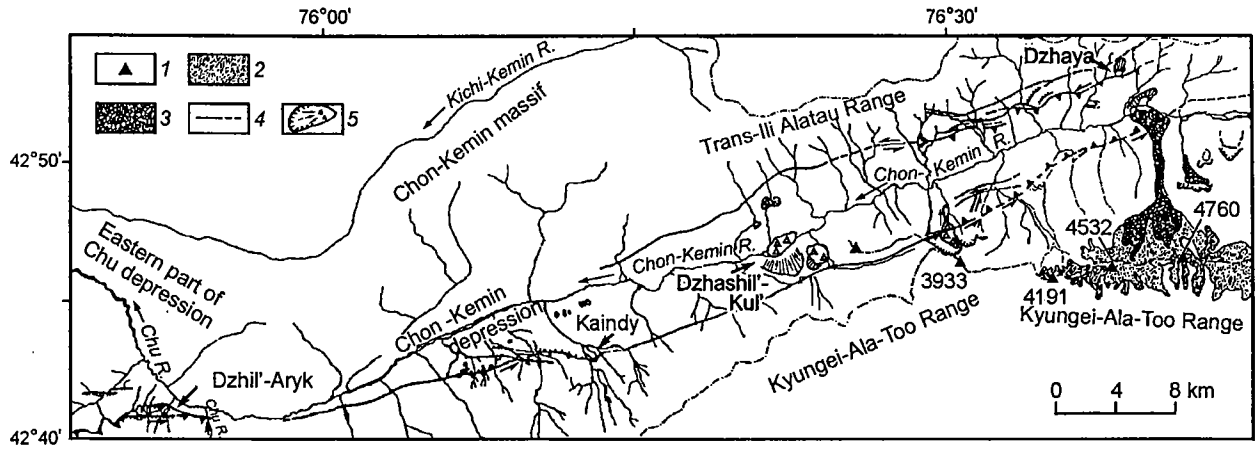 76°00'
76°30'
1
2
3
4
5
Kichi-Kemin R.
Chon-Kemin massif
Trans-Ili Alatau Range
Dzhaya
42°50'
Chon-Kemin R.
Eastern part of
Chu depression
Chon-Kemin R.
4532
4760
Dzhashil'-
Kul'
3933
4191
Kyungei-Ala-Too Range
Chon-Kemin
depression
Kaindy
Chu R.
Kyungei-Ala-Too Range
Dzhil'-Aryk
Chu R.
0 4 8 km
42°40'